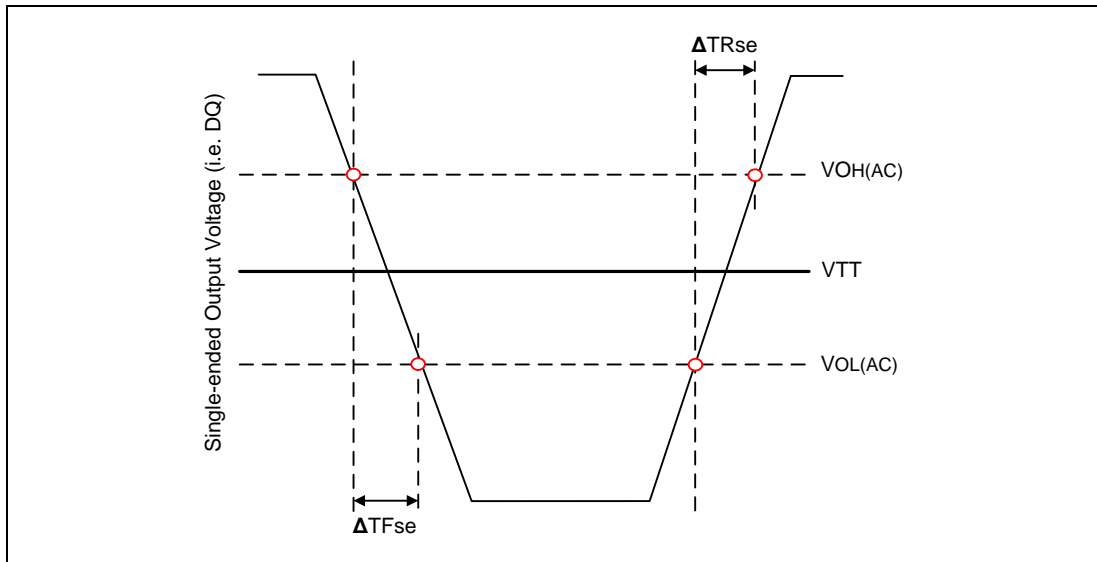 ΔTRse
Single-ended Output Voltage (i.e. DQ)
VOH(AC)
VTT
VOL(AC)
ΔTFse